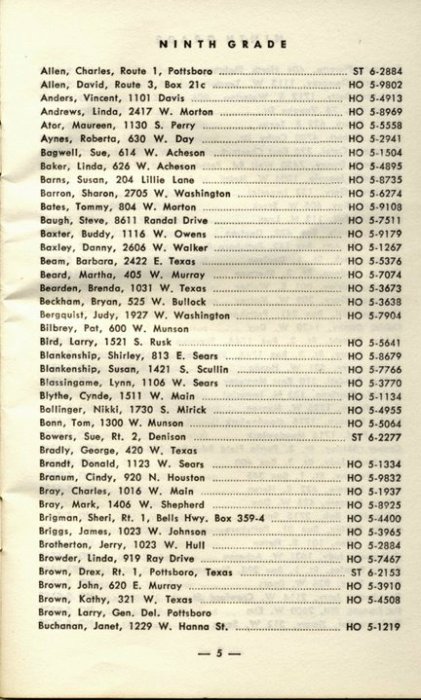 NINTH GRADE
Allen, Charles, Route 1, Pottsboro ST 6-2884
Allen, David, Route 3, Box 21c HO 5-9802
Anders, Vincent, 1101 Davis HO 5-4913
Andrews, Linda, 2417 W. Morton HO 5-8969
Ator, Maureen, 1130 S. Perry HO 5-5558
Aynes, Roberta, 630 W. Day HO 5-2941
Bagwell, Sue, 614 W. Acheson HO 5-1504
Baker, Linda, 626 W. Acheson HO 5-4895
Barns, Susan, 204 Lillie Lane HO 5-8735
Barron, Sharon, 2705 W. Washington HO 5-6274
Bates, Tommy, 804 W. Morton HO 5-9108
Baugh, Steve, 8611 Randal Drive HO 5-7511
Baxter, Buddy, 1116 W. Owens HO 5-9179
Baxley, Danny, 2606 W. Walker HO 5-1267
Beam, Barbara, 2422 E. Texas HO 5-5376
Beard, Martha, 405 W. Murray HO 5-7074
Bearden, Brenda, 1031 W. Texas HO 5-3673
Beckham, Bryan, 525 W. Bullock HO 5-3638
Bergquist, Judy, 1927 W. Washington HO 5-7904
Bilbrey, Pat, 600 W. Munson
Bird, Larry, 1521 S. Rusk HO 5-5641
Blankenship, Shirley, 813 E. Sears HO 5-8679
Blankenship, Susan, 1421 S. Scullin HO 5-7766
Blassingame, Lynn, 1106 W. Sears HO 5-3770
Blythe, Cynde, 1511 W. Main HO 5-1134
Bollinger, Nikki, 1730 S. Mirick HO 5-4955
Bonn, Tom, 1300 W. Munson HO 5-5064
Bowers, Sue, Rt. 2, Denison ST 6-2277
Bradly, George, 420 W. Texas
Brandt, Donald, 1123 W. Sears HO 5-1334
Branum, Cindy, 920 N. Houston HO 5-9832
Bray, Charles, 1016 W. Main HO 5-1937
Bray, Mark, 1406 W. Shepherd HO 5-8925
Brigman, Sheri, Rt. 1, Bells Hwy. Box 359-4 HO 5-4400
Briggs, James, 1023 W. Johnson HO 5-3965
Brotherton, Jerry, 1023 W. Hull HO 5-2884
Browder, Linda, 919 Ray Drive HO 5-7467
Brown, Drex, Rt. 1, Pottsboro, Texas ST 6-2153
Brown, John, 620 E. Murray HO 5-3910
Brown, Kathy, 321 W. Texas HO 5-4508
Brown, Larry, Gen. Del. Pottsboro
Buchanan, Janet, 1229 W. Hanna St. HO 5-1219
— 5 —